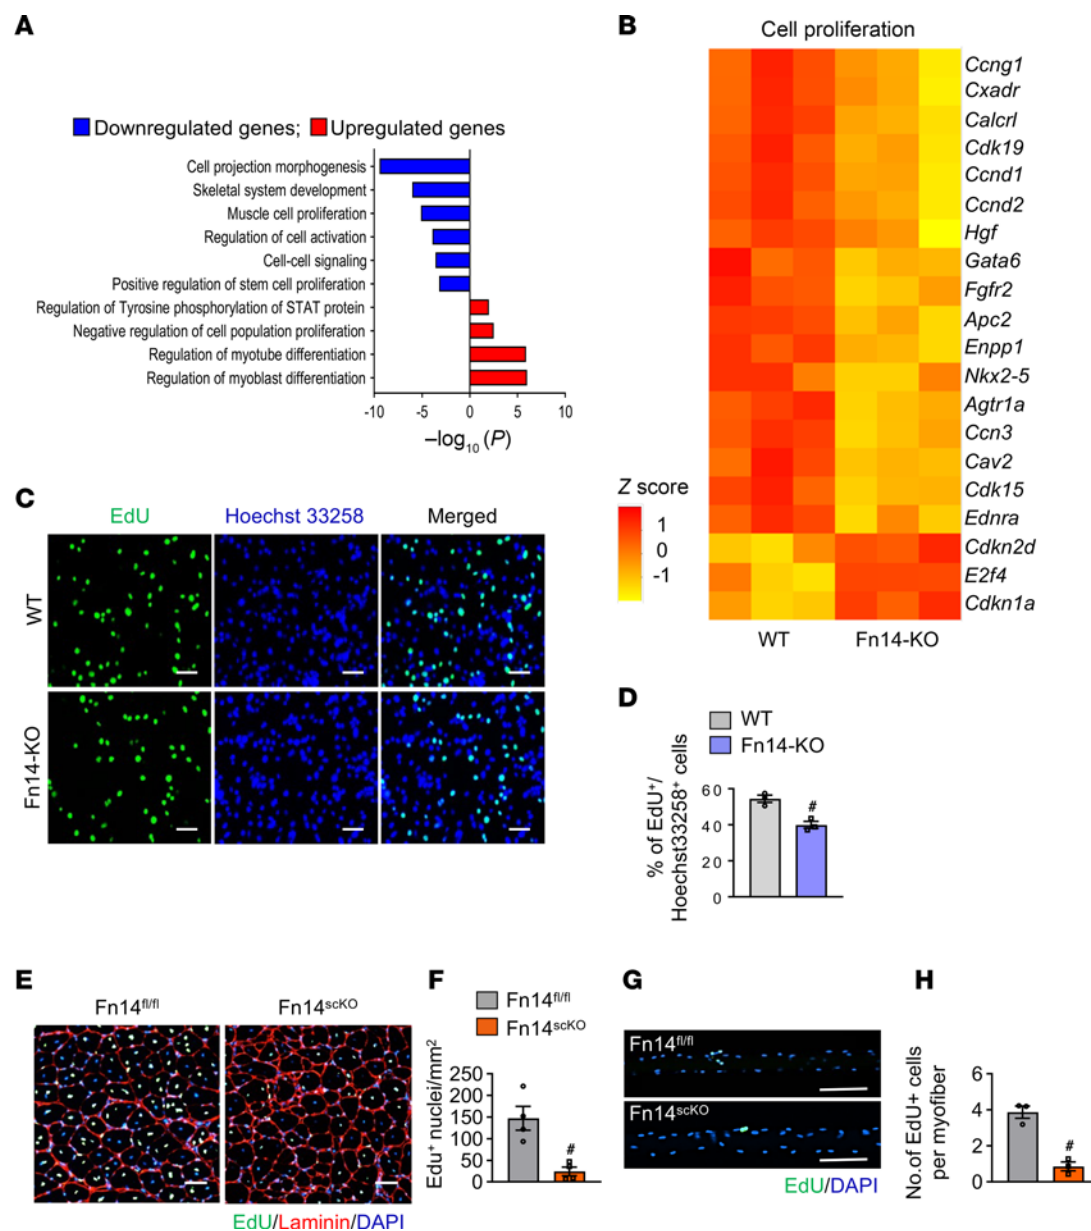 A
Downregulated genes; Upregulated genes
Cell projection morphogenesis
Skeletal system development
Muscle cell proliferation
Regulation of cell activation
Cell-cell signaling
Positive regulation of stem cell proliferation
Regulation of Tyrosine phosphorylation of STAT protein
Negative regulation of cell population proliferation
Regulation of myotube differentiation
Regulation of myoblast differentiation
-10 -5 0 5 10
–log10 (P)
B
Cell proliferation
Ccng1
Cxadr
Calcrl
Cdk19
Ccnd1
Ccnd2
Hgf
Gata6
Fgfr2
Apc2
Enpp1
Nkx2-5
Agtr1a
Ccn3
Cav2
Cdk15
Ednra
Cdkn2d
E2f4
Cdkn1a
Z score
1
0
-1
WT Fn14-KO
C
EdU Hoechst 33258 Merged
WT
Fn14-KO
D
WT
Fn14-KO
% of EdU+/
Hoechst33258+ cells
60
40
20
0
#
E
Fn14fl/fl Fn14scKO
EdU/Laminin/DAPI
F
Fn14fl/fl
Fn14scKO
Edu+ nuclei/mm2
250
200
150
100
50
0
#
G
Fn14fl/fl
Fn14scKO
EdU/DAPI
H
No.of EdU+ cells
per myofiber
6
4
2
0
#